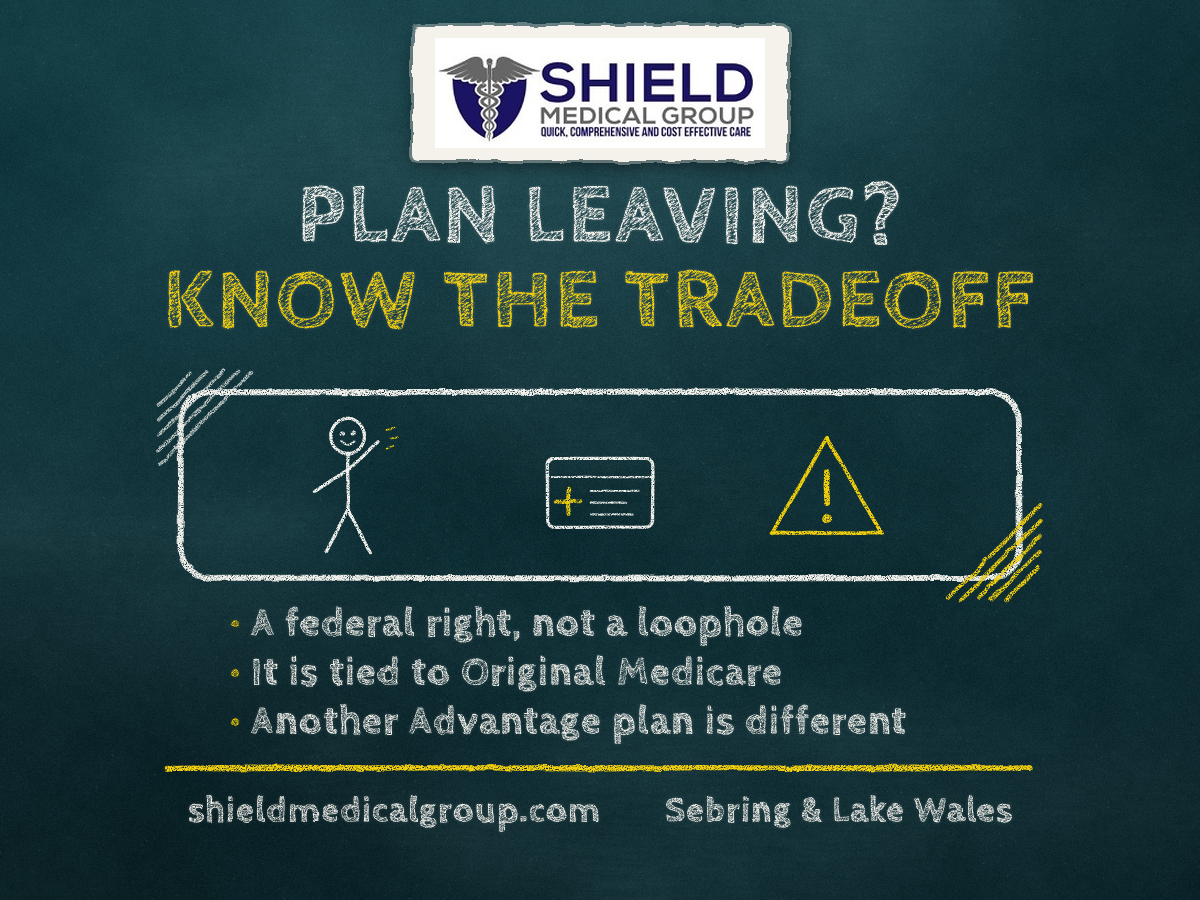 SHIELD
MEDICAL GROUP
QUICK, COMPREHENSIVE AND COST EFFECTIVE CARE
PLAN LEAVING?
KNOW THE TRADEOFF
• A federal right, not a loophole
• It is tied to Original Medicare
• Another Advantage plan is different
shieldmedicalgroup.com Sebring & Lake Wales